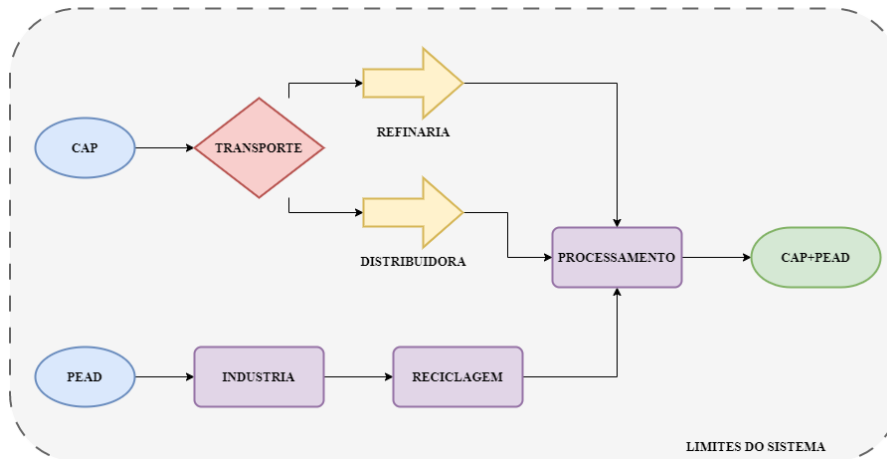 REFINARIA
CAP
TRANSPORTE
DISTRIBUIDORA
PROCESSAMENTO
CAP+PEAD
PEAD
INDUSTRIA
RECICLAGEM
LIMITES DO SISTEMA